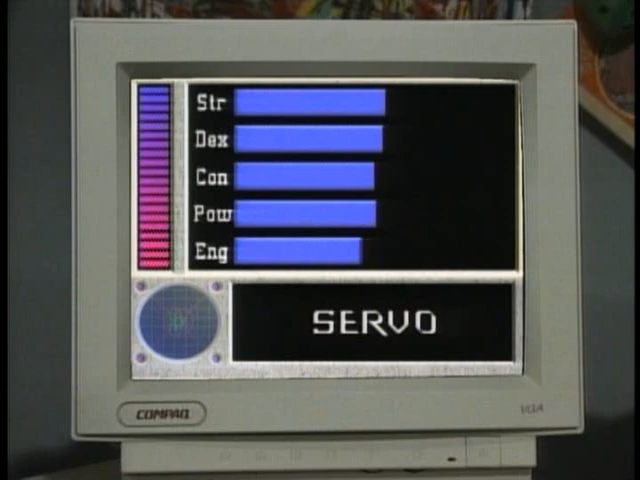 Str
Dex
Con
Pow
Eng
SERVO
COMPAQ
VGA